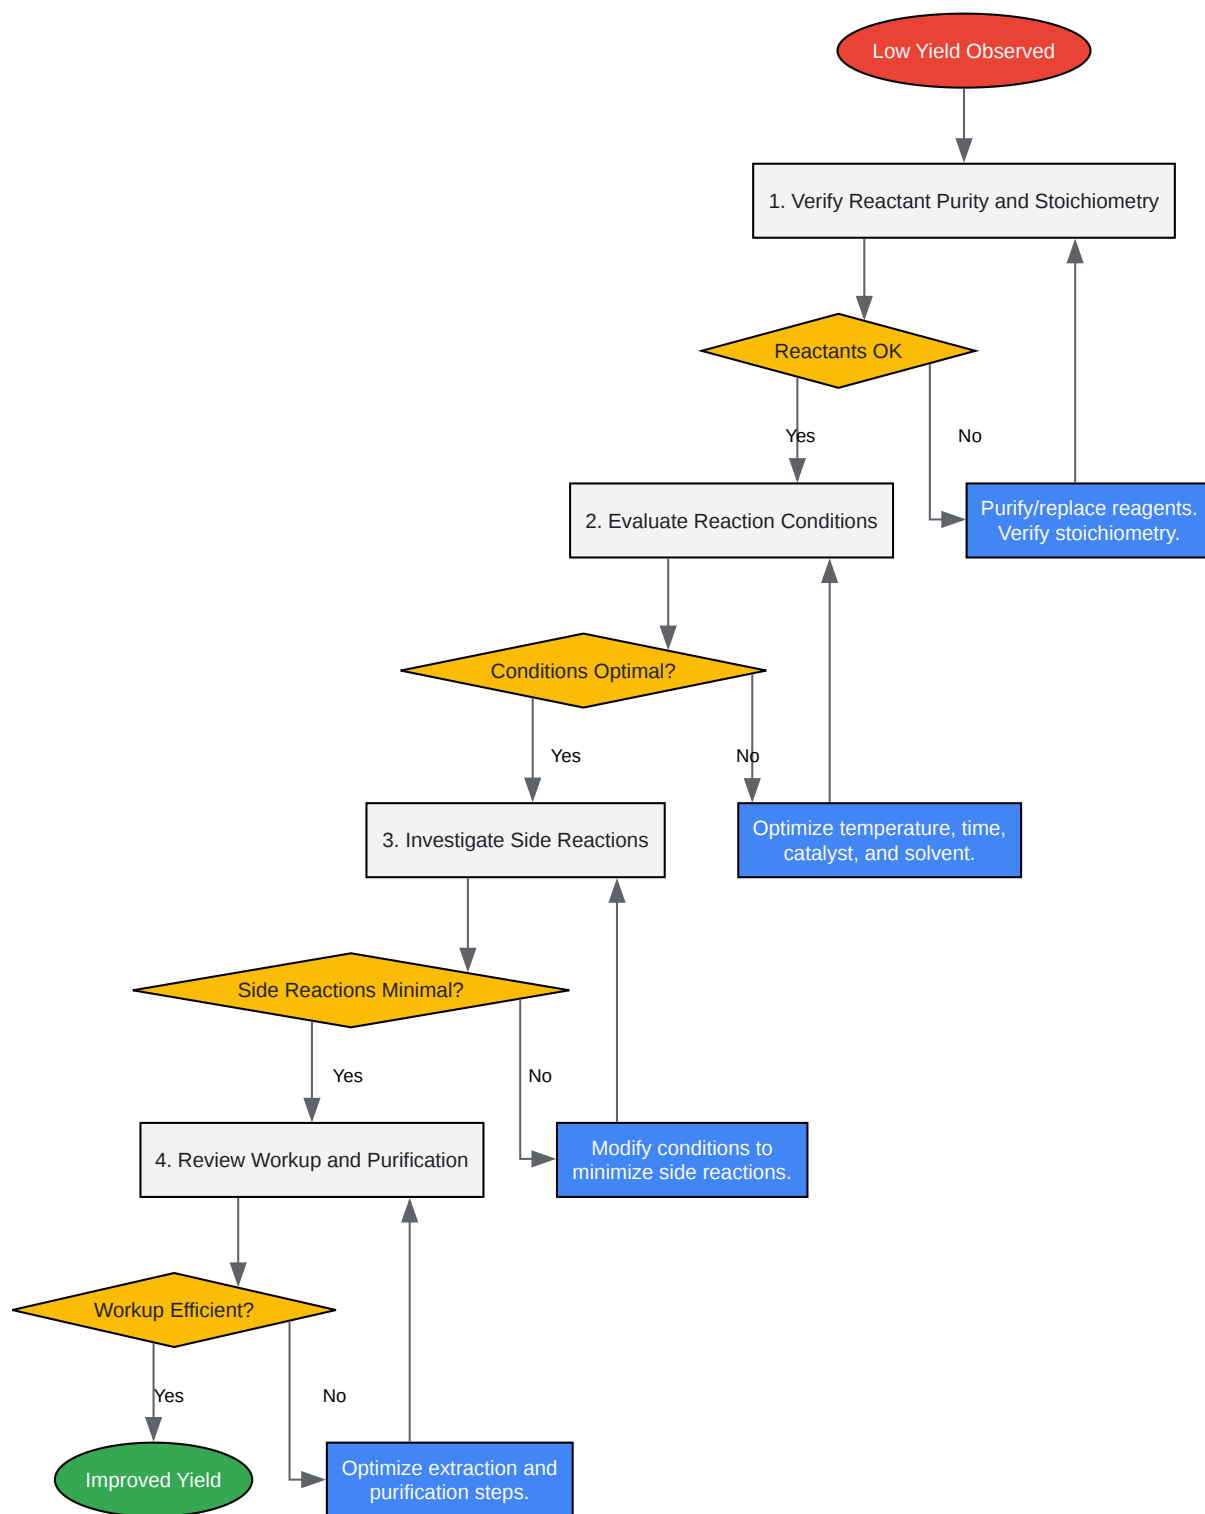 Low Yield Observed
1. Verify Reactant Purity and Stoichiometry
Reactants OK
Yes
No
2. Evaluate Reaction Conditions
Purify/replace reagents.
Verify stoichiometry.
Conditions Optimal?
Yes
No
3. Investigate Side Reactions
Optimize temperature, time,
catalyst, and solvent.
Side Reactions Minimal?
Yes
No
4. Review Workup and Purification
Modify conditions to
minimize side reactions.
Workup Efficient?
Yes
No
Improved Yield
Optimize extraction and
purification steps.